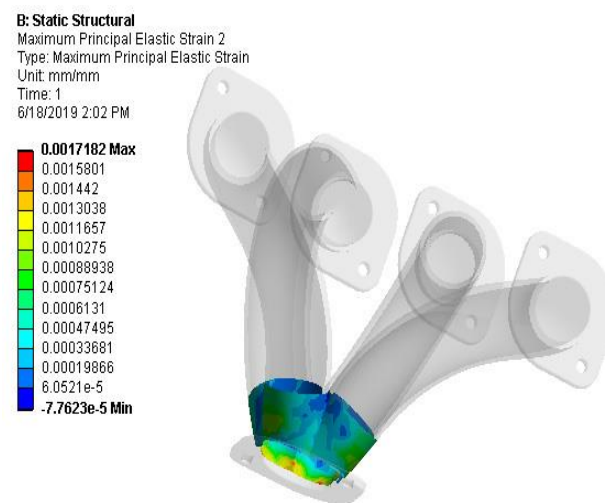 B: Static Structural
Maximum Principal Elastic Strain 2
Type: Maximum Principal Elastic Strain
Unit: mm/mm
Time: 1
6/18/2019 2:02 PM
0.0017182 Max
0.0015801
0.001442
0.0013038
0.0011657
0.0010275
0.00088938
0.00075124
0.0006131
0.00047495
0.00033681
0.00019866
6.0521e-5
-7.7623e-5 Min